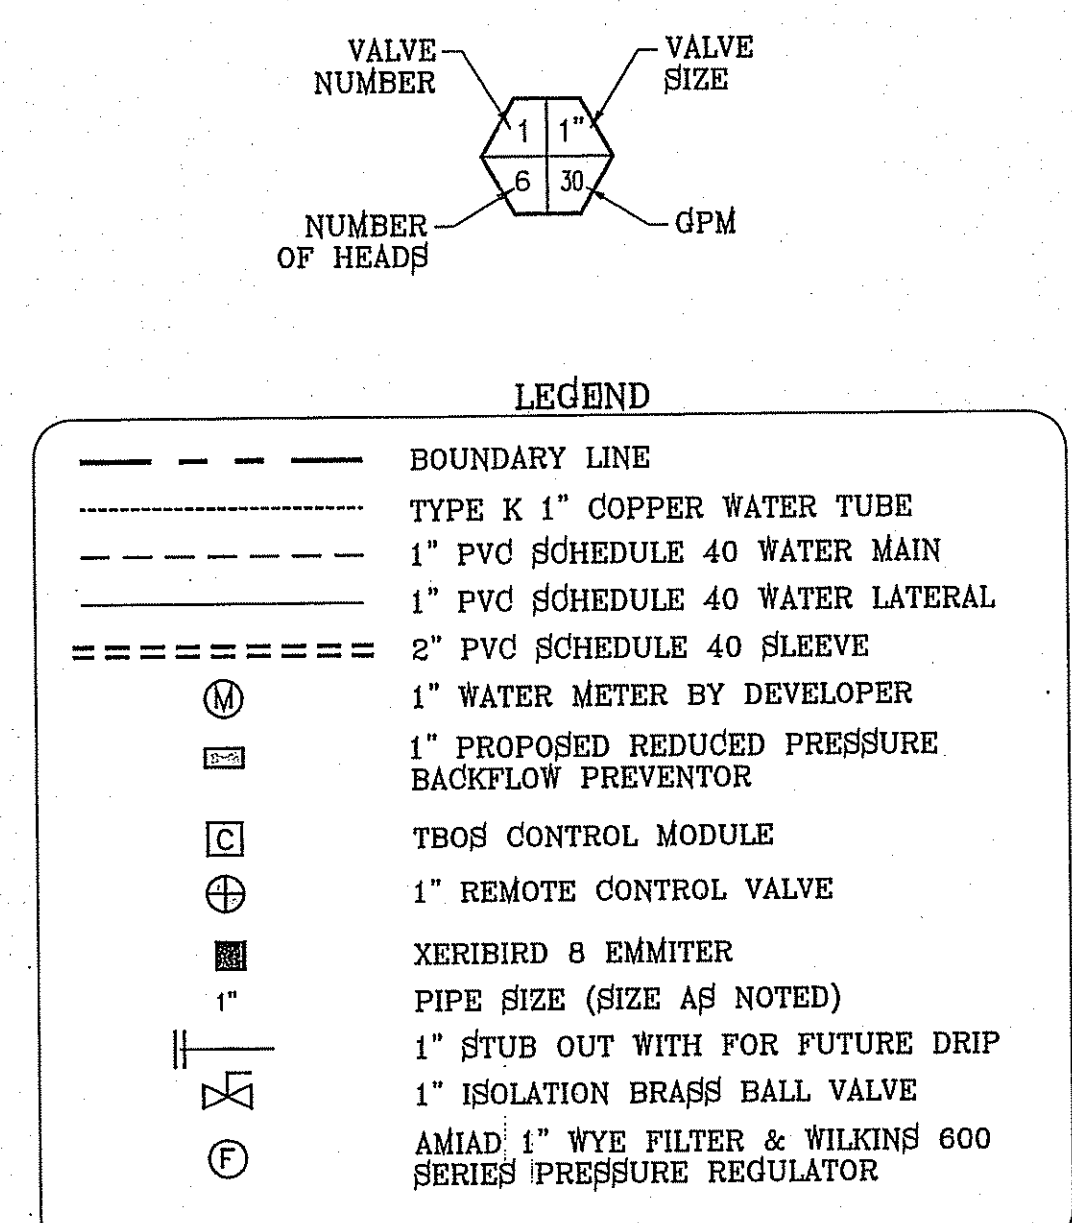 VALVE
NUMBER
VALVE
SIZE
1
1"
6
30
NUMBER
OF HEADS
GPM
LEGEND
BOUNDARY LINE
TYPE K 1" COPPER WATER TUBE
1" PVC SCHEDULE 40 WATER MAIN
1" PVC SCHEDULE 40 WATER LATERAL
2" PVC SCHEDULE 40 SLEEVE
M 1" WATER METER BY DEVELOPER
1" PROPOSED REDUCED PRESSURE
BACKFLOW PREVENTOR
C TBOS CONTROL MODULE
1" REMOTE CONTROL VALVE
XERIBIRD 8 EMMITER
1" PIPE SIZE (SIZE AS NOTED)
1" STUB OUT WITH FOR FUTURE DRIP
1" ISOLATION BRASS BALL VALVE
F AMIAD 1" WYE FILTER & WILKINS 600
SERIES PRESSURE REGULATOR